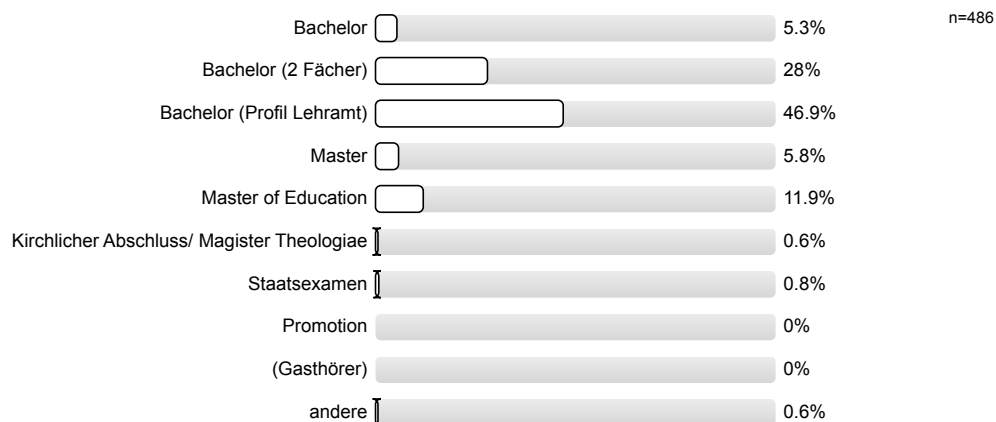 n=486
Bachelor 5.3%
Bachelor (2 Fächer) 28%
Bachelor (Profil Lehramt) 46.9%
Master 5.8%
Master of Education 11.9%
Kirchlicher Abschluss/ Magister Theologiae 0.6%
Staatsexamen 0.8%
Promotion 0%
(Gasthörer) 0%
andere 0.6%